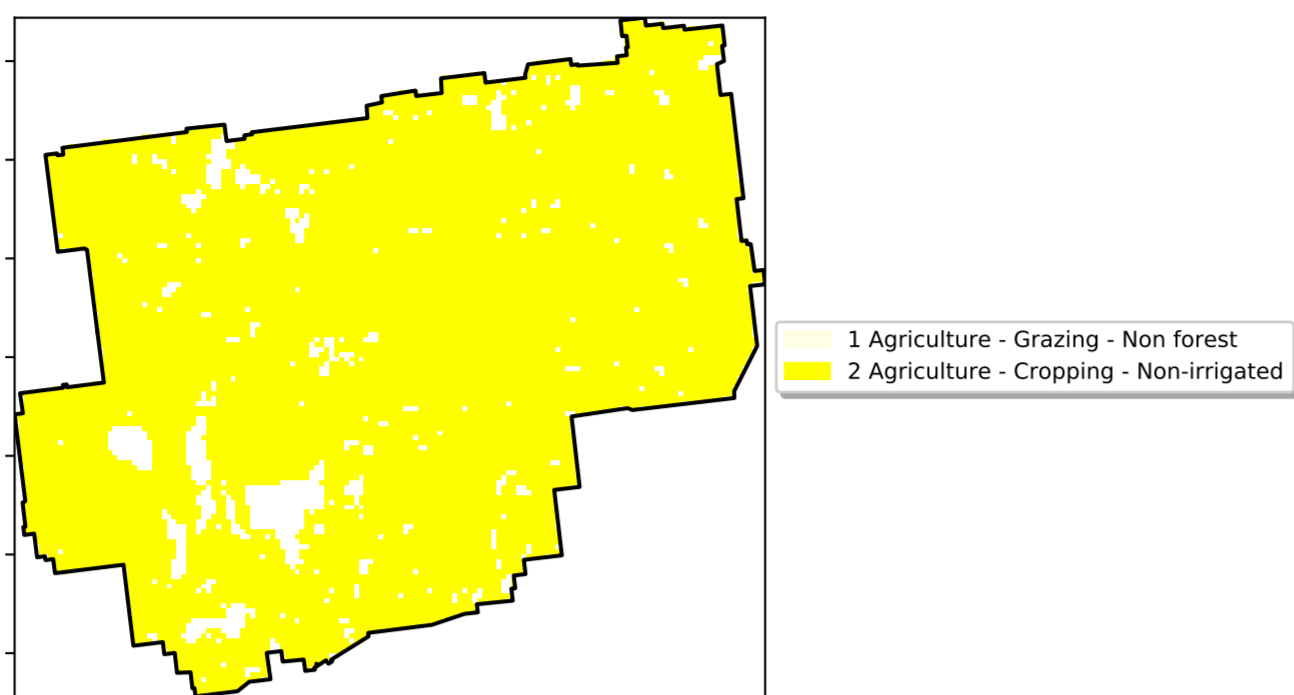 1 Agriculture - Grazing - Non forest
2 Agriculture - Cropping - Non-irrigated